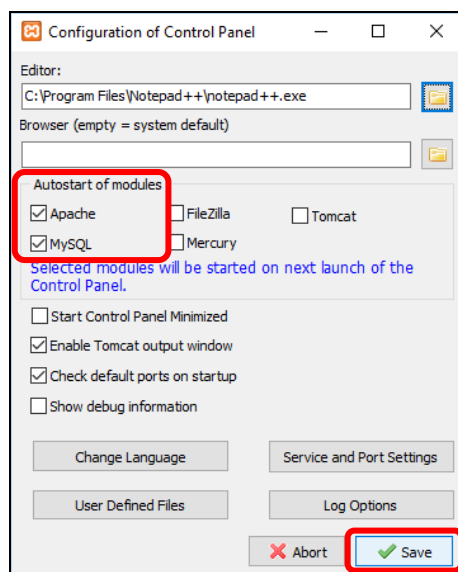 Configuration of Control Panel
Editor:
C:\Program Files\Notepad++\notepad++.exe
Browser (empty = system default)
Autostart of modules
Apache FileZilla Tomcat
MySQL Mercury
Selected modules will be started on next launch of the
Control Panel.
Start Control Panel Minimized
Enable Tomcat output window
Check default ports on startup
Show debug information
Change Language Service and Port Settings
User Defined Files Log Options
Abort Save